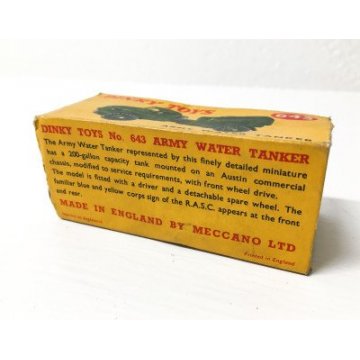 DINKY TOYS
643
DINKY TOYS No. 643 ARMY WATER TANKER
The Army Water Tanker represented by this finely detailed miniature
has a 200-gallon capacity tank mounted on an Austin commercial
chassis, modified to service requirements, with front wheel drive.
The model is fitted with a driver and a detachable spare wheel. The
familiar blue and yellow corps sign of the R.A.S.C. appears at the front
and rear.
MADE IN ENGLAND BY MECCANO LTD
Printed in England